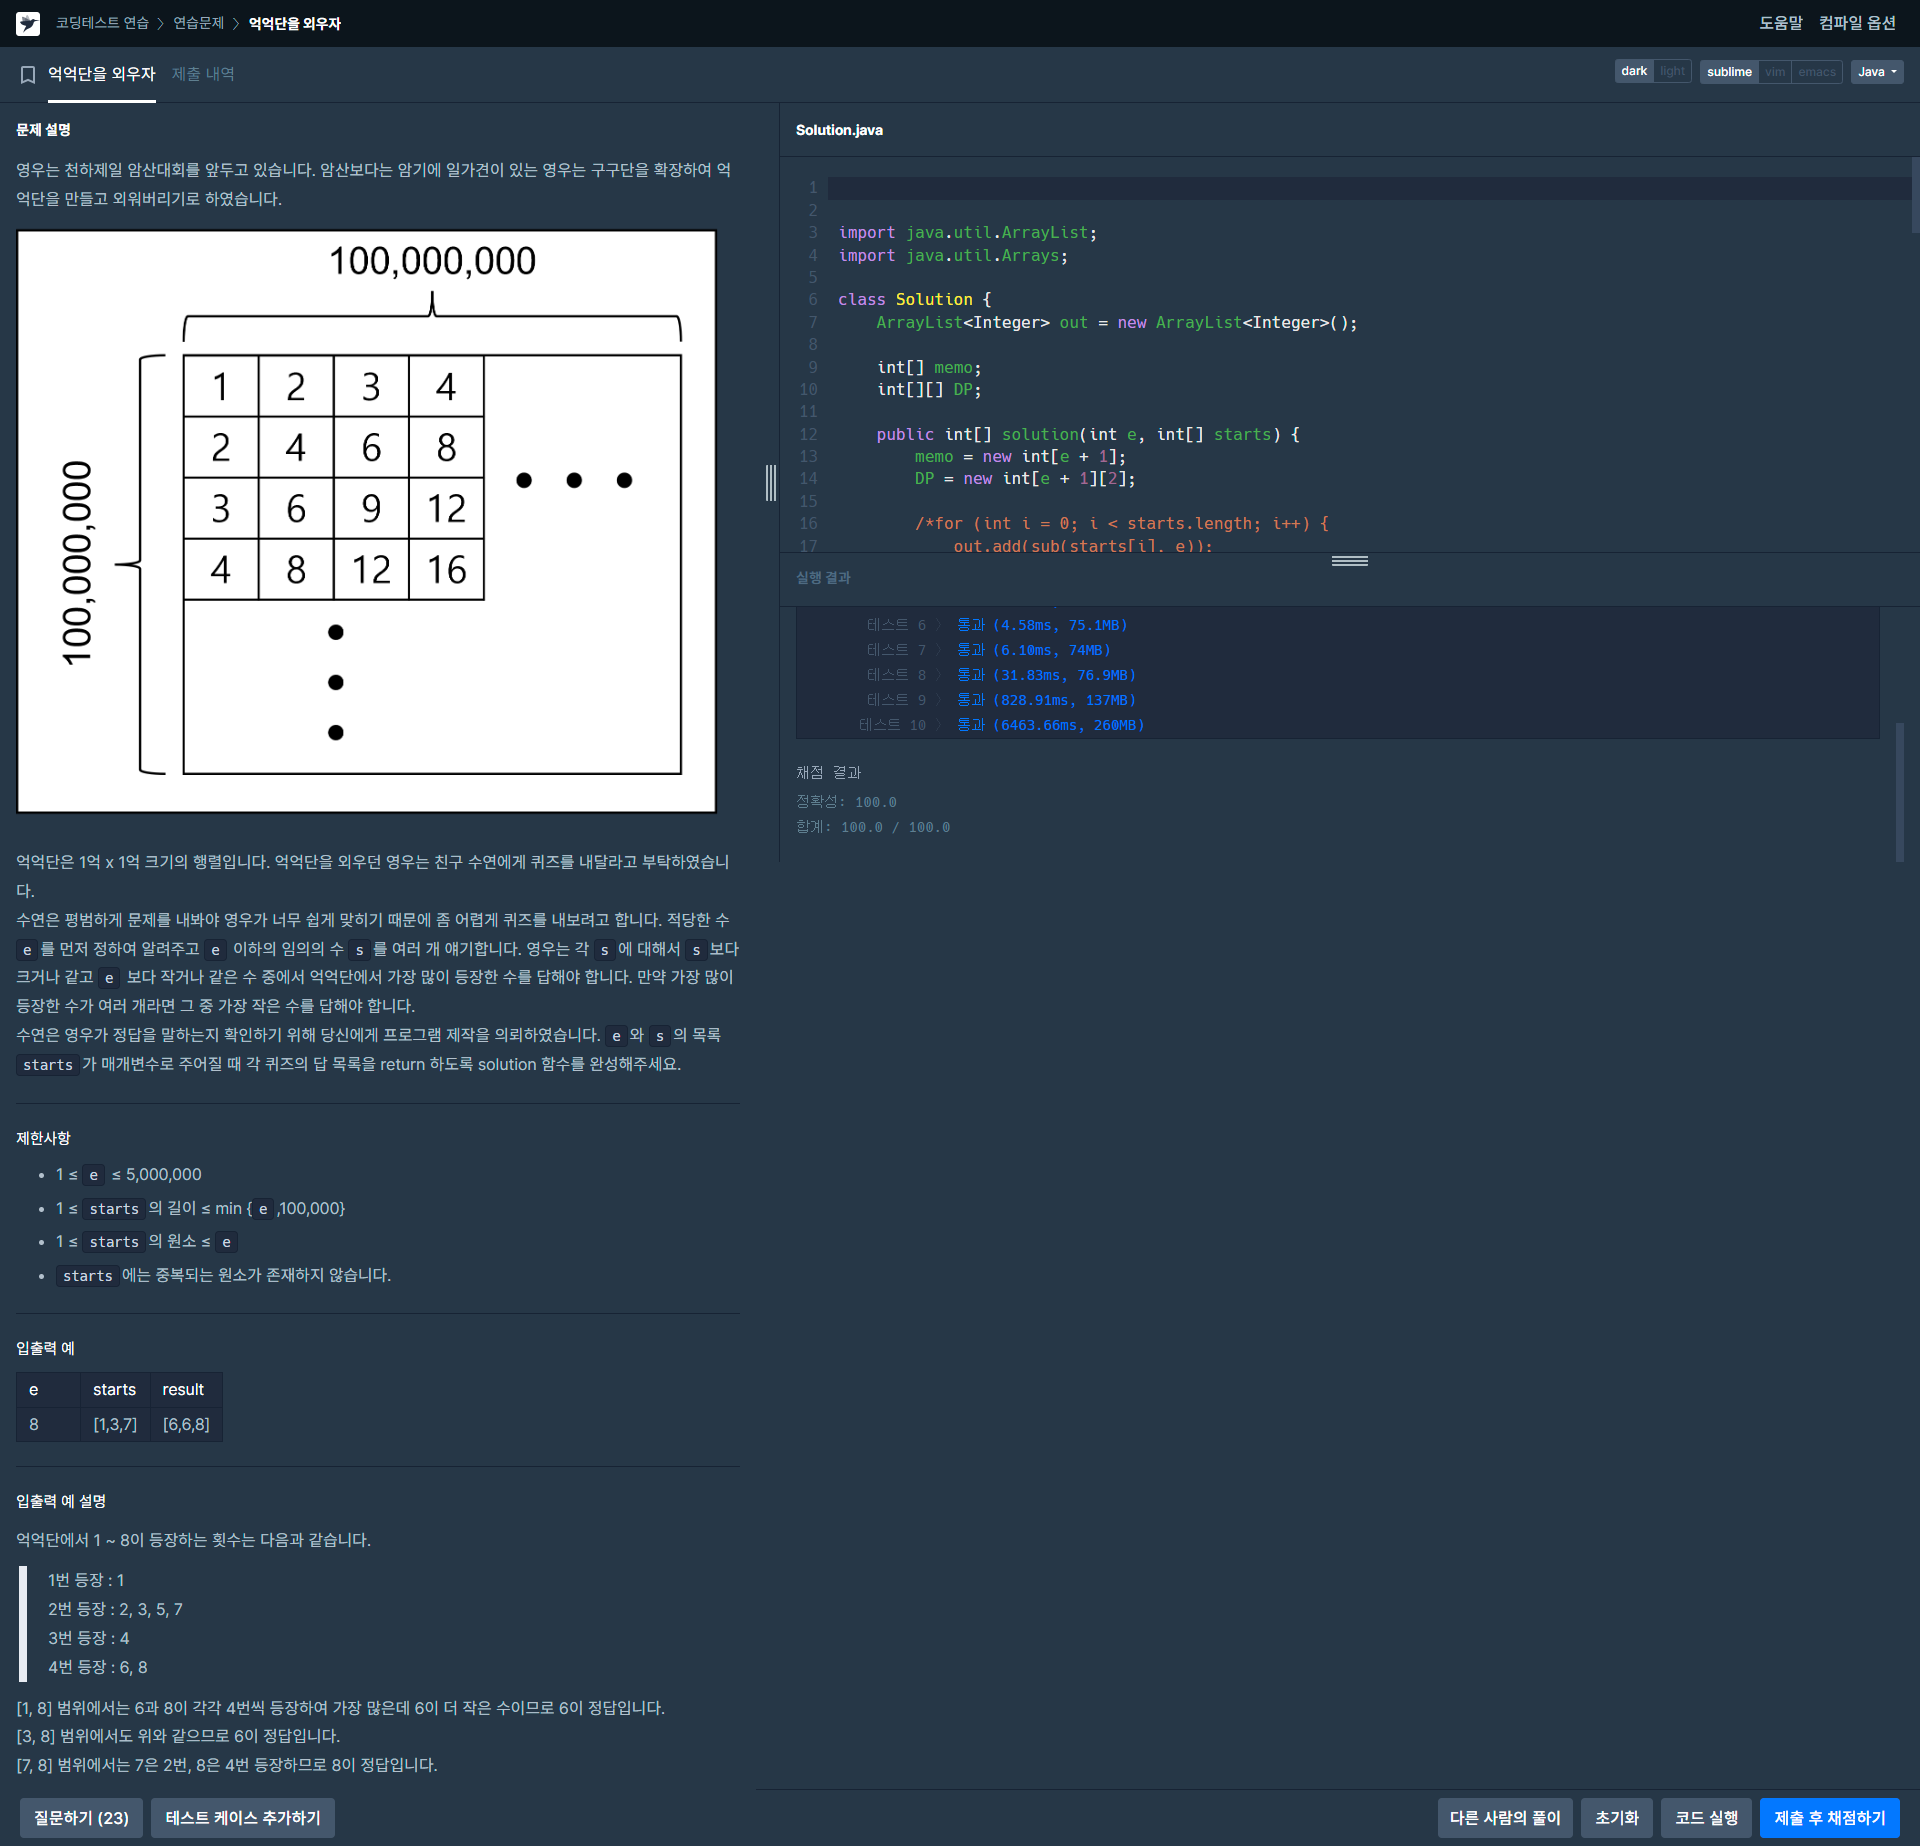 코딩테스트 연습 > 연습문제 > 억억단을 외우자
도움말 컴파일 옵션
억억단을 외우자 제출 내역
dark light sublime vim emacs Java
문제 설명
영우는 천하제일 암산대회를 앞두고 있습니다. 암산보다는 암기에 일가견이 있는 영우는 구구단을 확장하여 억
억단을 만들고 외워버리기로 하였습니다.
100,000,000
100,000,000
1 2 3 4
2 4 6 8
3 6 9 12
4 8 12 16
억억단은 1억 x 1억 크기의 행렬입니다. 억억단을 외우던 영우는 친구 수연에게 퀴즈를 내달라고 부탁하였습니
다.
수연은 평범하게 문제를 내봐야 영우가 너무 쉽게 맞히기 때문에 좀 어렵게 퀴즈를 내보려고 합니다. 적당한 수
e 를 먼저 정하여 알려주고 e 이하의 임의의 수 s 를 여러 개 얘기합니다. 영우는 각 s 에 대해서 s 보다
크거나 같고 e 보다 작거나 같은 수 중에서 억억단에서 가장 많이 등장한 수를 답해야 합니다. 만약 가장 많이
등장한 수가 여러 개라면 그 중 가장 작은 수를 답해야 합니다.
수연은 영우가 정답을 말하는지 확인하기 위해 당신에게 프로그램 제작을 의뢰하였습니다. e 와 s 의 목록
starts 가 매개변수로 주어질 때 각 퀴즈의 답 목록을 return 하도록 solution 함수를 완성해주세요.
제한사항
• 1 ≤ e ≤ 5,000,000
• 1 ≤ starts 의 길이 ≤ min { e ,100,000}
• 1 ≤ starts 의 원소 ≤ e
• starts 에는 중복되는 원소가 존재하지 않습니다.
입출력 예
e starts result
8 [1,3,7] [6,6,8]
입출력 예 설명
억억단에서 1 ~ 8이 등장하는 횟수는 다음과 같습니다.
1번 등장 : 1
2번 등장 : 2, 3, 5, 7
3번 등장 : 4
4번 등장 : 6, 8
[1, 8] 범위에서는 6과 8이 각각 4번씩 등장하여 가장 많은데 6이 더 작은 수이므로 6이 정답입니다.
[3, 8] 범위에서도 위와 같으므로 6이 정답입니다.
[7, 8] 범위에서는 7은 2번, 8은 4번 등장하므로 8이 정답입니다.
Solution.java
1
2
3 import java.util.ArrayList;
4 import java.util.Arrays;
5
6 class Solution {
7 ArrayList<Integer> out = new ArrayList<Integer>();
8
9 int[] memo;
10 int[][] DP;
11
12 public int[] solution(int e, int[] starts) {
13 memo = new int[e + 1];
14 DP = new int[e + 1][2];
15
16 /*for (int i = 0; i < starts.length; i++) {
17 out.add(sub(starts[i], e));
실행 결과
테스트 6 〉 통과 (4.58ms, 75.1MB)
테스트 7 〉 통과 (6.10ms, 74MB)
테스트 8 〉 통과 (31.83ms, 76.9MB)
테스트 9 〉 통과 (828.91ms, 137MB)
테스트 10 〉 통과 (6463.66ms, 260MB)
채점 결과
정확성: 100.0
합계: 100.0 / 100.0
질문하기 (23) 테스트 케이스 추가하기
다른 사람의 풀이 초기화 코드 실행 제출 후 채점하기